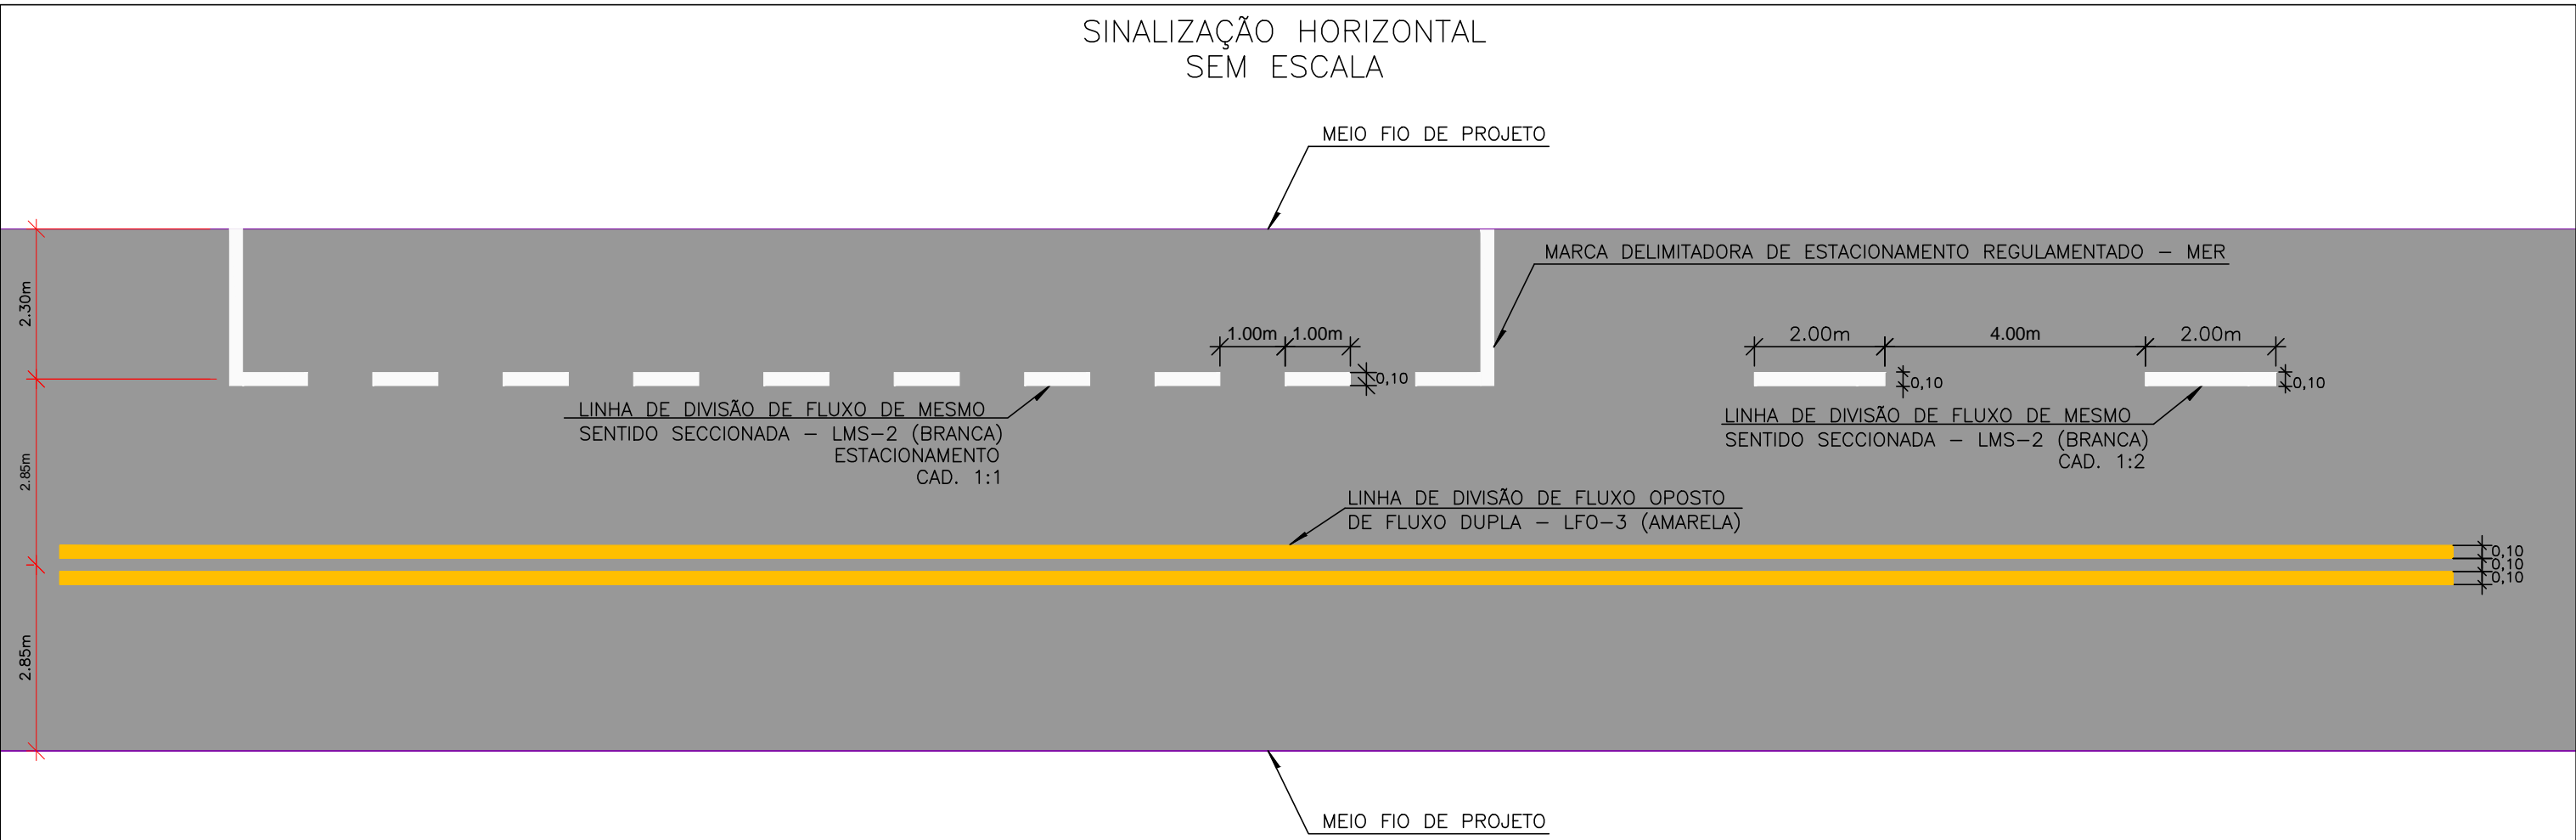 SINALIZAÇÃO HORIZONTAL
SEM ESCALA
MEIO FIO DE PROJETO
MARCA DELIMITADORA DE ESTACIONAMENTO REGULAMENTADO – MER
2.30m
1.00m 1.00m
2.00m 4.00m 2.00m
0,10
0,10
0,10
LINHA DE DIVISÃO DE FLUXO DE MESMO
SENTIDO SECCIONADA – LMS-2 (BRANCA)
ESTACIONAMENTO
CAD. 1:1
LINHA DE DIVISÃO DE FLUXO DE MESMO
SENTIDO SECCIONADA – LMS-2 (BRANCA)
CAD. 1:2
2.85m
LINHA DE DIVISÃO DE FLUXO OPOSTO
DE FLUXO DUPLA – LFO-3 (AMARELA)
0,10
0,10
0,10
2.85m
MEIO FIO DE PROJETO